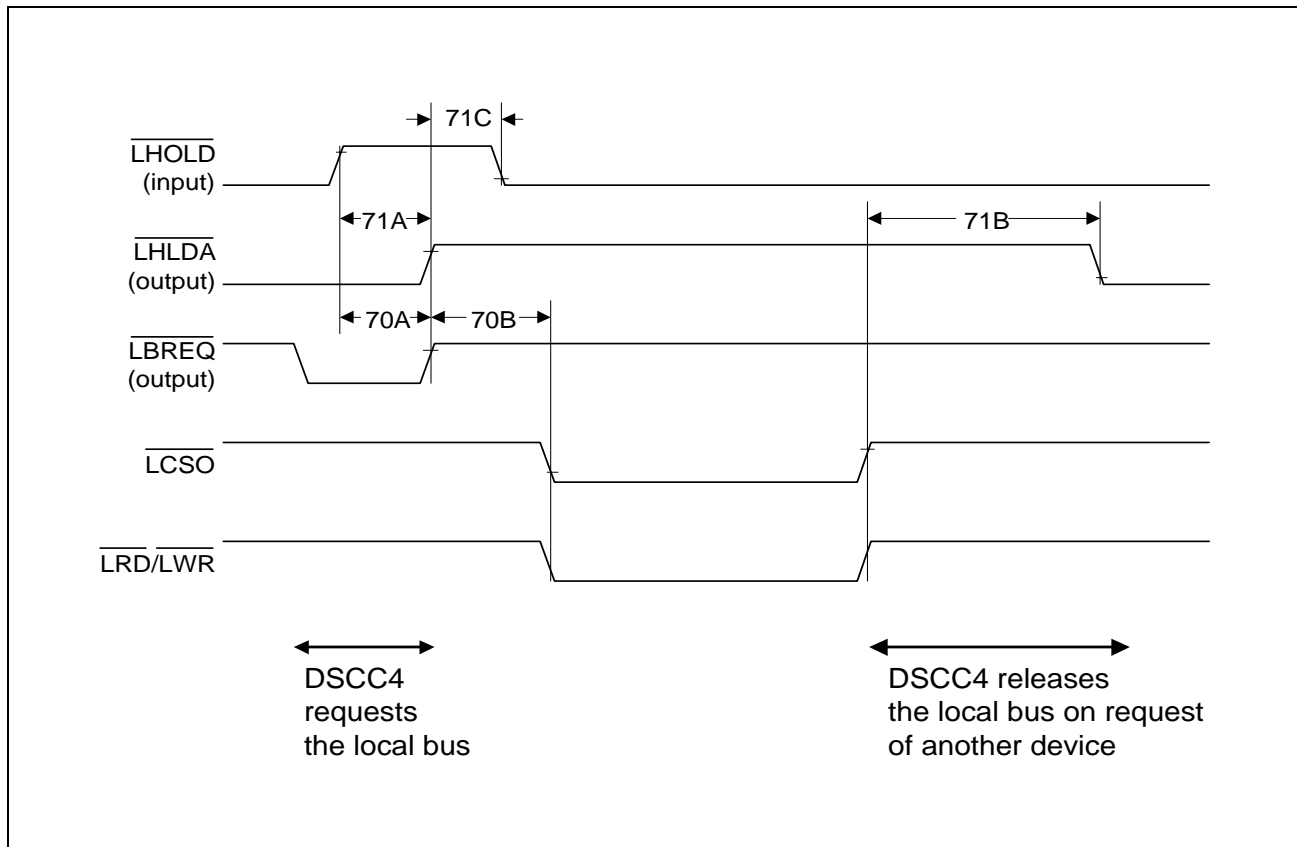 71C
LHOLD
(input)
71A
71B
LHLDA
(output)
70A
70B
LBREQ
(output)
LCSO
LRD/LWR
DSCC4
requests
the local bus
DSCC4 releases
the local bus on request
of another device